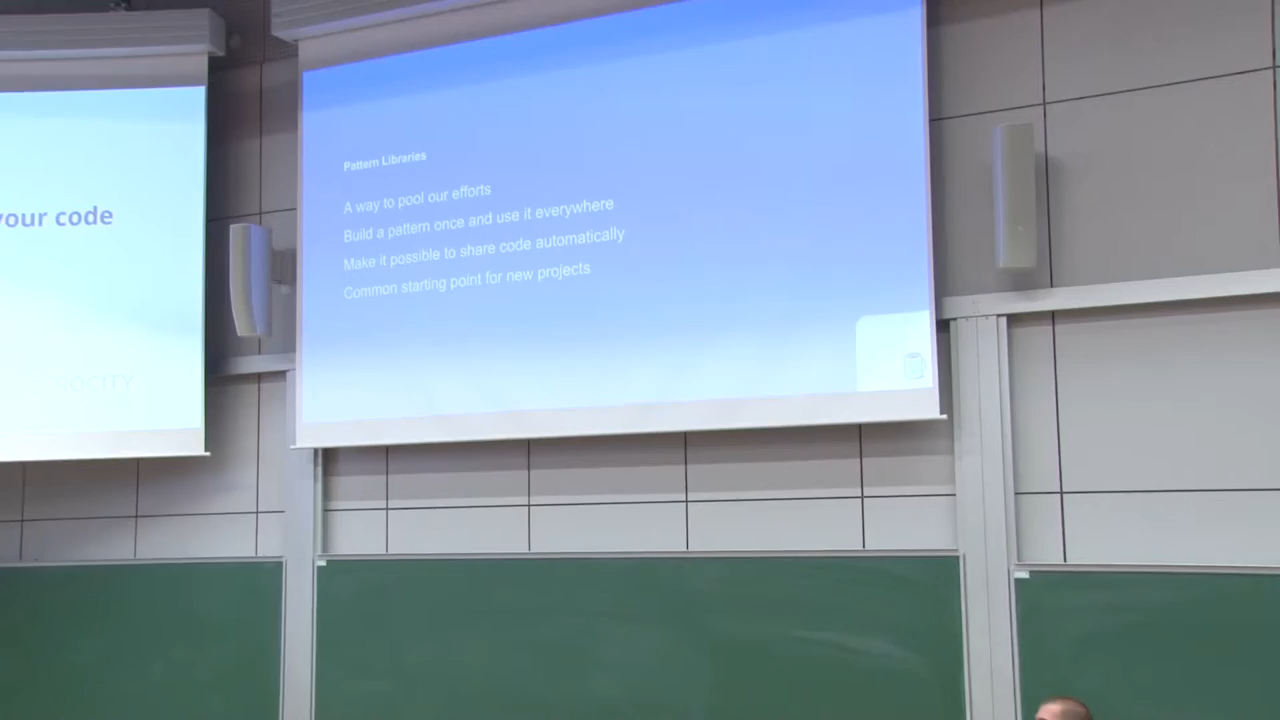 your code
Pattern Libraries
A way to pool our efforts
Build a pattern once and use it everywhere
Make it possible to share code automatically
Common starting point for new projects